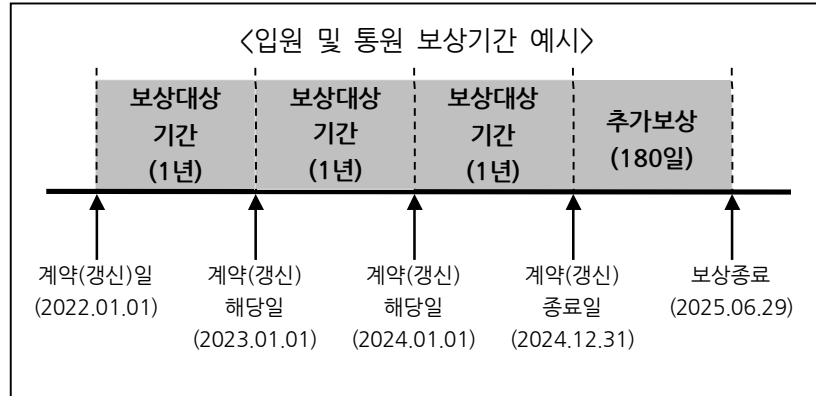 <입원 및 통원 보상기간 예시>
보상대상
기간
(1년)
보상대상
기간
(1년)
보상대상
기간
(1년)
추가보상
(180일)
계약(갱신)일
(2022.01.01)
계약(갱신)
해당일
(2023.01.01)
계약(갱신)
해당일
(2024.01.01)
계약(갱신)
종료일
(2024.12.31)
보상종료
(2025.06.29)